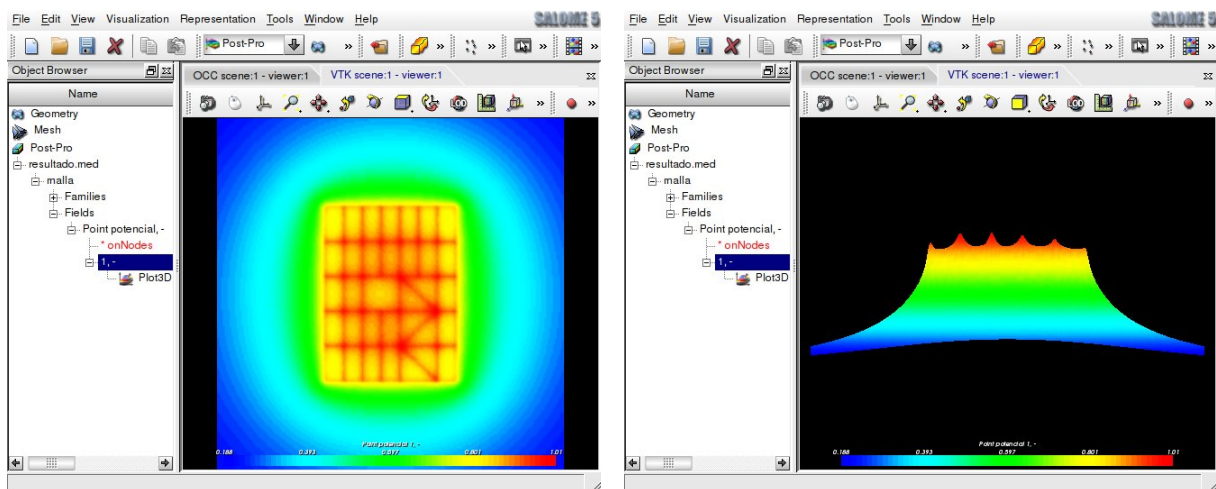 File Edit View Visualization Representation Tools Window Help SALOME 5
Post-Pro » » » » »
Object Browser
Name
Geometry
Mesh
Post-Pro
resultado.med
malla
Families
Fields
Point potencial, -
* onNodes
1, -
Plot3D
OCC scene:1 - viewer:1 VTK scene:1 - viewer:1
» »
Point potencial 1, -
0.188 0.393 0.597 0.801 1.01
File Edit View Visualization Representation Tools Window Help SALOME 5
Post-Pro » » » » »
Object Browser
Name
Geometry
Mesh
Post-Pro
resultado.med
malla
Families
Fields
Point potencial, -
* onNodes
1, -
Plot3D
OCC scene:1 - viewer:1 VTK scene:1 - viewer:1
» »
Point potencial 1, -
0.188 0.393 0.597 0.801 1.01